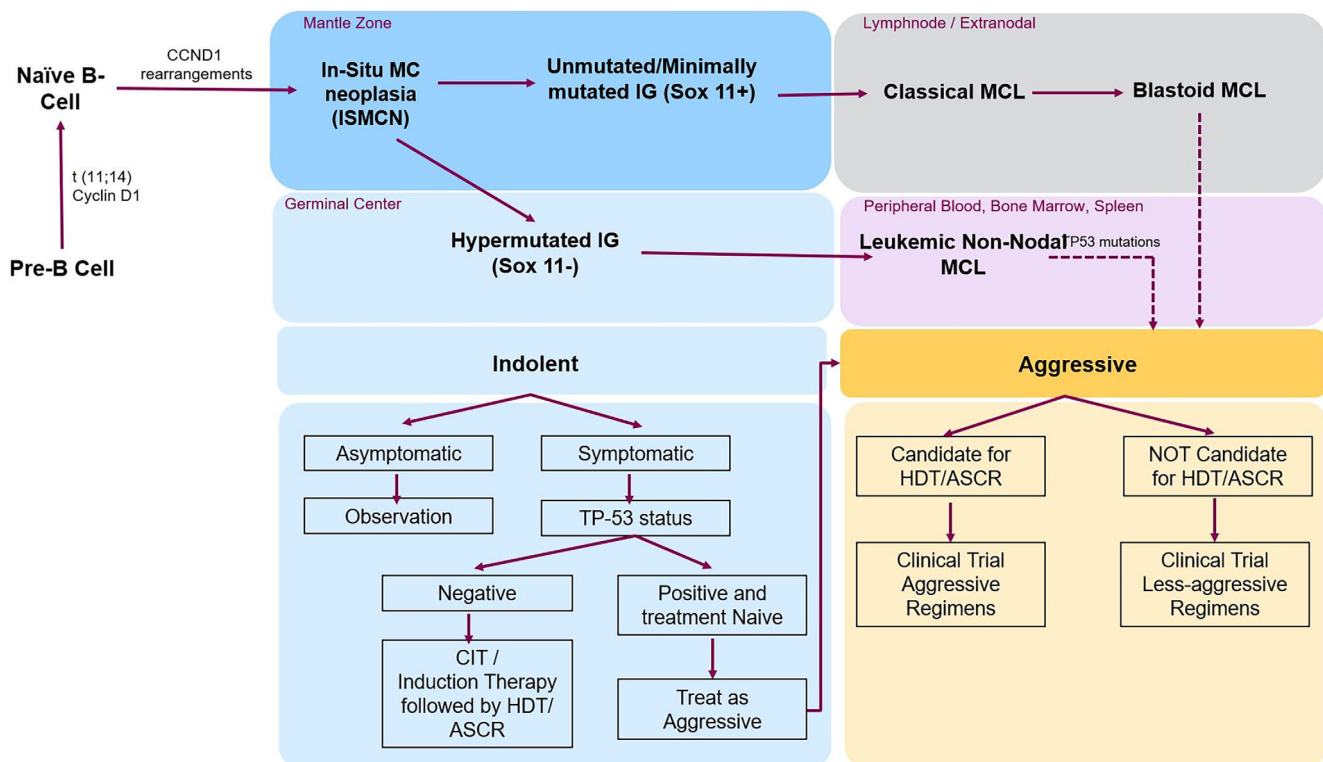 Mantle Zone
Lymphnode / Extranodal
CCND1
rearrangements
Naïve B-
Cell
In-Situ MC
neoplasia
(ISMCN)
Unmutated/Minimally
mutated IG (Sox 11+)
Classical MCL
Blastoid MCL
t (11;14)
Cyclin D1
Pre-B Cell
Germinal Center
Hypermutated IG
(Sox 11-)
Peripheral Blood, Bone Marrow, Spleen
Leukemic Non-Nodal
MCL
TP53 mutations
Indolent
Aggressive
Asymptomatic
Symptomatic
Observation
TP-53 status
Negative
Positive and
treatment Naive
CIT /
Induction Therapy
followed by HDT/
ASCR
Treat as
Aggressive
Candidate for
HDT/ASCR
NOT Candidate
for HDT/ASCR
Clinical Trial
Aggressive
Regimens
Clinical Trial
Less-aggressive
Regimens